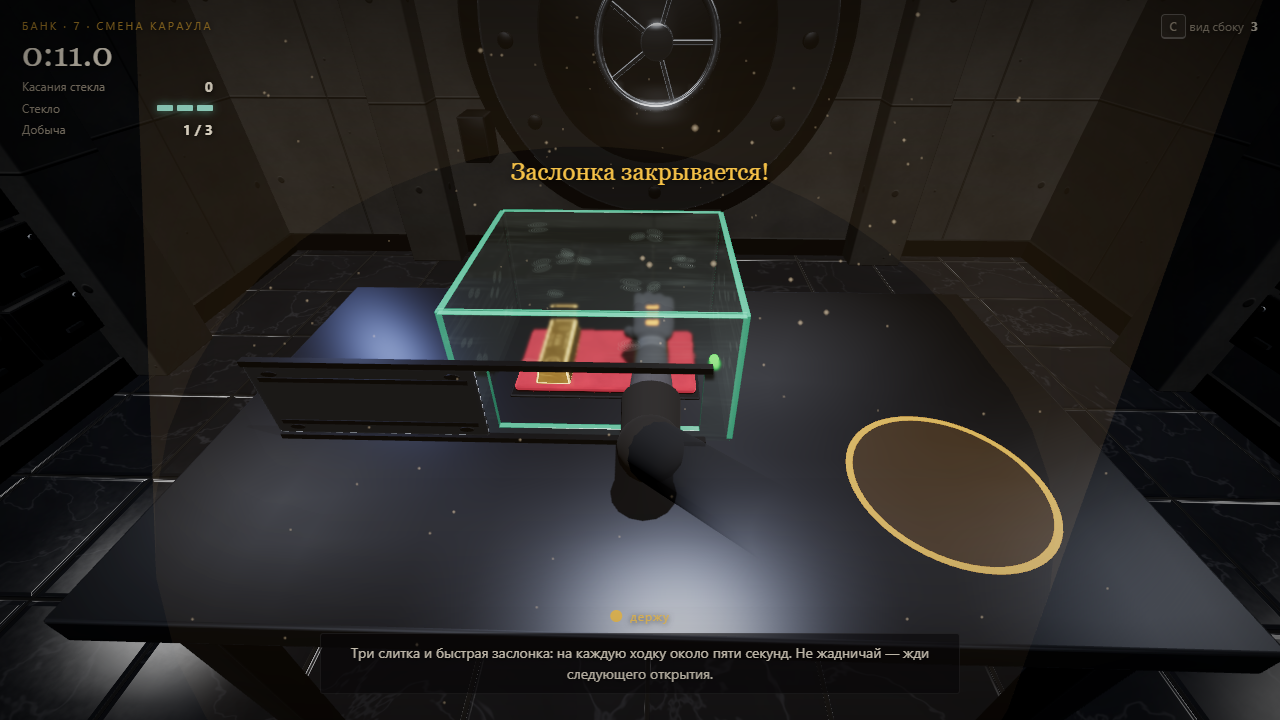 БАНК · 7 · СМЕНА КАРАУЛА
0:11.0
Касания стекла 0
Стекло
Добыча 1 / 3
C вид сбоку 3
Заслонка закрывается!
держу
Три слитка и быстрая заслонка: на каждую ходку около пяти секунд. Не жадничай — жди
следующего открытия.